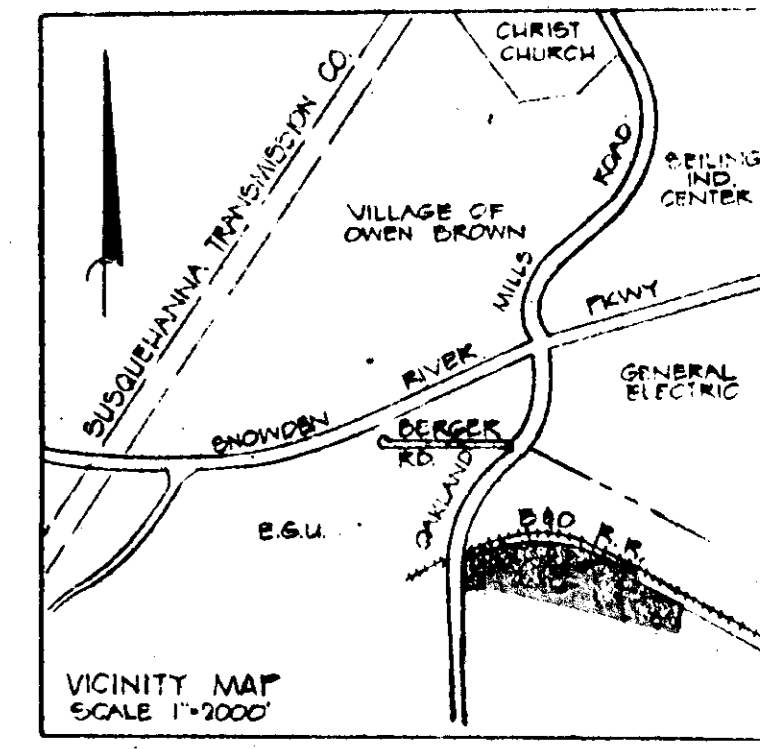 CHRIST
CHURCH
SUSQUEHANNA TRANSMISSION CO.
ROAD
BEILING
IND.
CENTER
VILLAGE OF
OWEN BROWN
MILLS
PKWY
RIVER
GENERAL
ELECTRIC
SNOWDEN
BERGER
RD.
OAKLAND
E.G.U.
B&O R.R.
VICINITY MAP
SCALE 1"=2000'